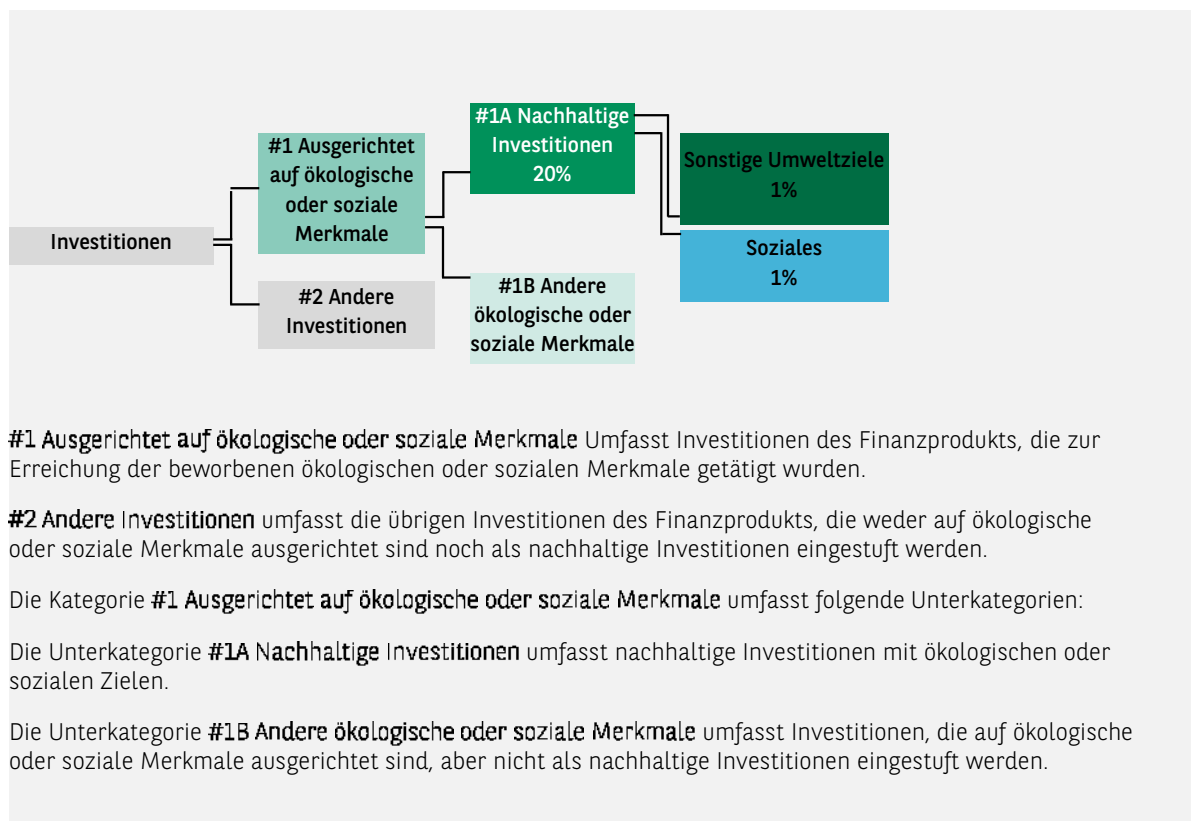 #1A Nachhaltige
Investitionen
20%
#1 Ausgerichtet
auf ökologische
oder soziale
Merkmale
Sonstige Umweltziele
1%
Investitionen
Soziales
1%
#2 Andere
Investitionen
#1B Andere
ökologische oder
soziale Merkmale
#1 Ausgerichtet auf ökologische oder soziale Merkmale Umfasst Investitionen des Finanzprodukts, die zur
Erreichung der beworbenen ökologischen oder sozialen Merkmale getätigt wurden.
#2 Andere Investitionen umfasst die übrigen Investitionen des Finanzprodukts, die weder auf ökologische
oder soziale Merkmale ausgerichtet sind noch als nachhaltige Investitionen eingestuft werden.
Die Kategorie #1 Ausgerichtet auf ökologische oder soziale Merkmale umfasst folgende Unterkategorien:
Die Unterkategorie #1A Nachhaltige Investitionen umfasst nachhaltige Investitionen mit ökologischen oder
sozialen Zielen.
Die Unterkategorie #1B Andere ökologische oder soziale Merkmale umfasst Investitionen, die auf ökologische
oder soziale Merkmale ausgerichtet sind, aber nicht als nachhaltige Investitionen eingestuft werden.